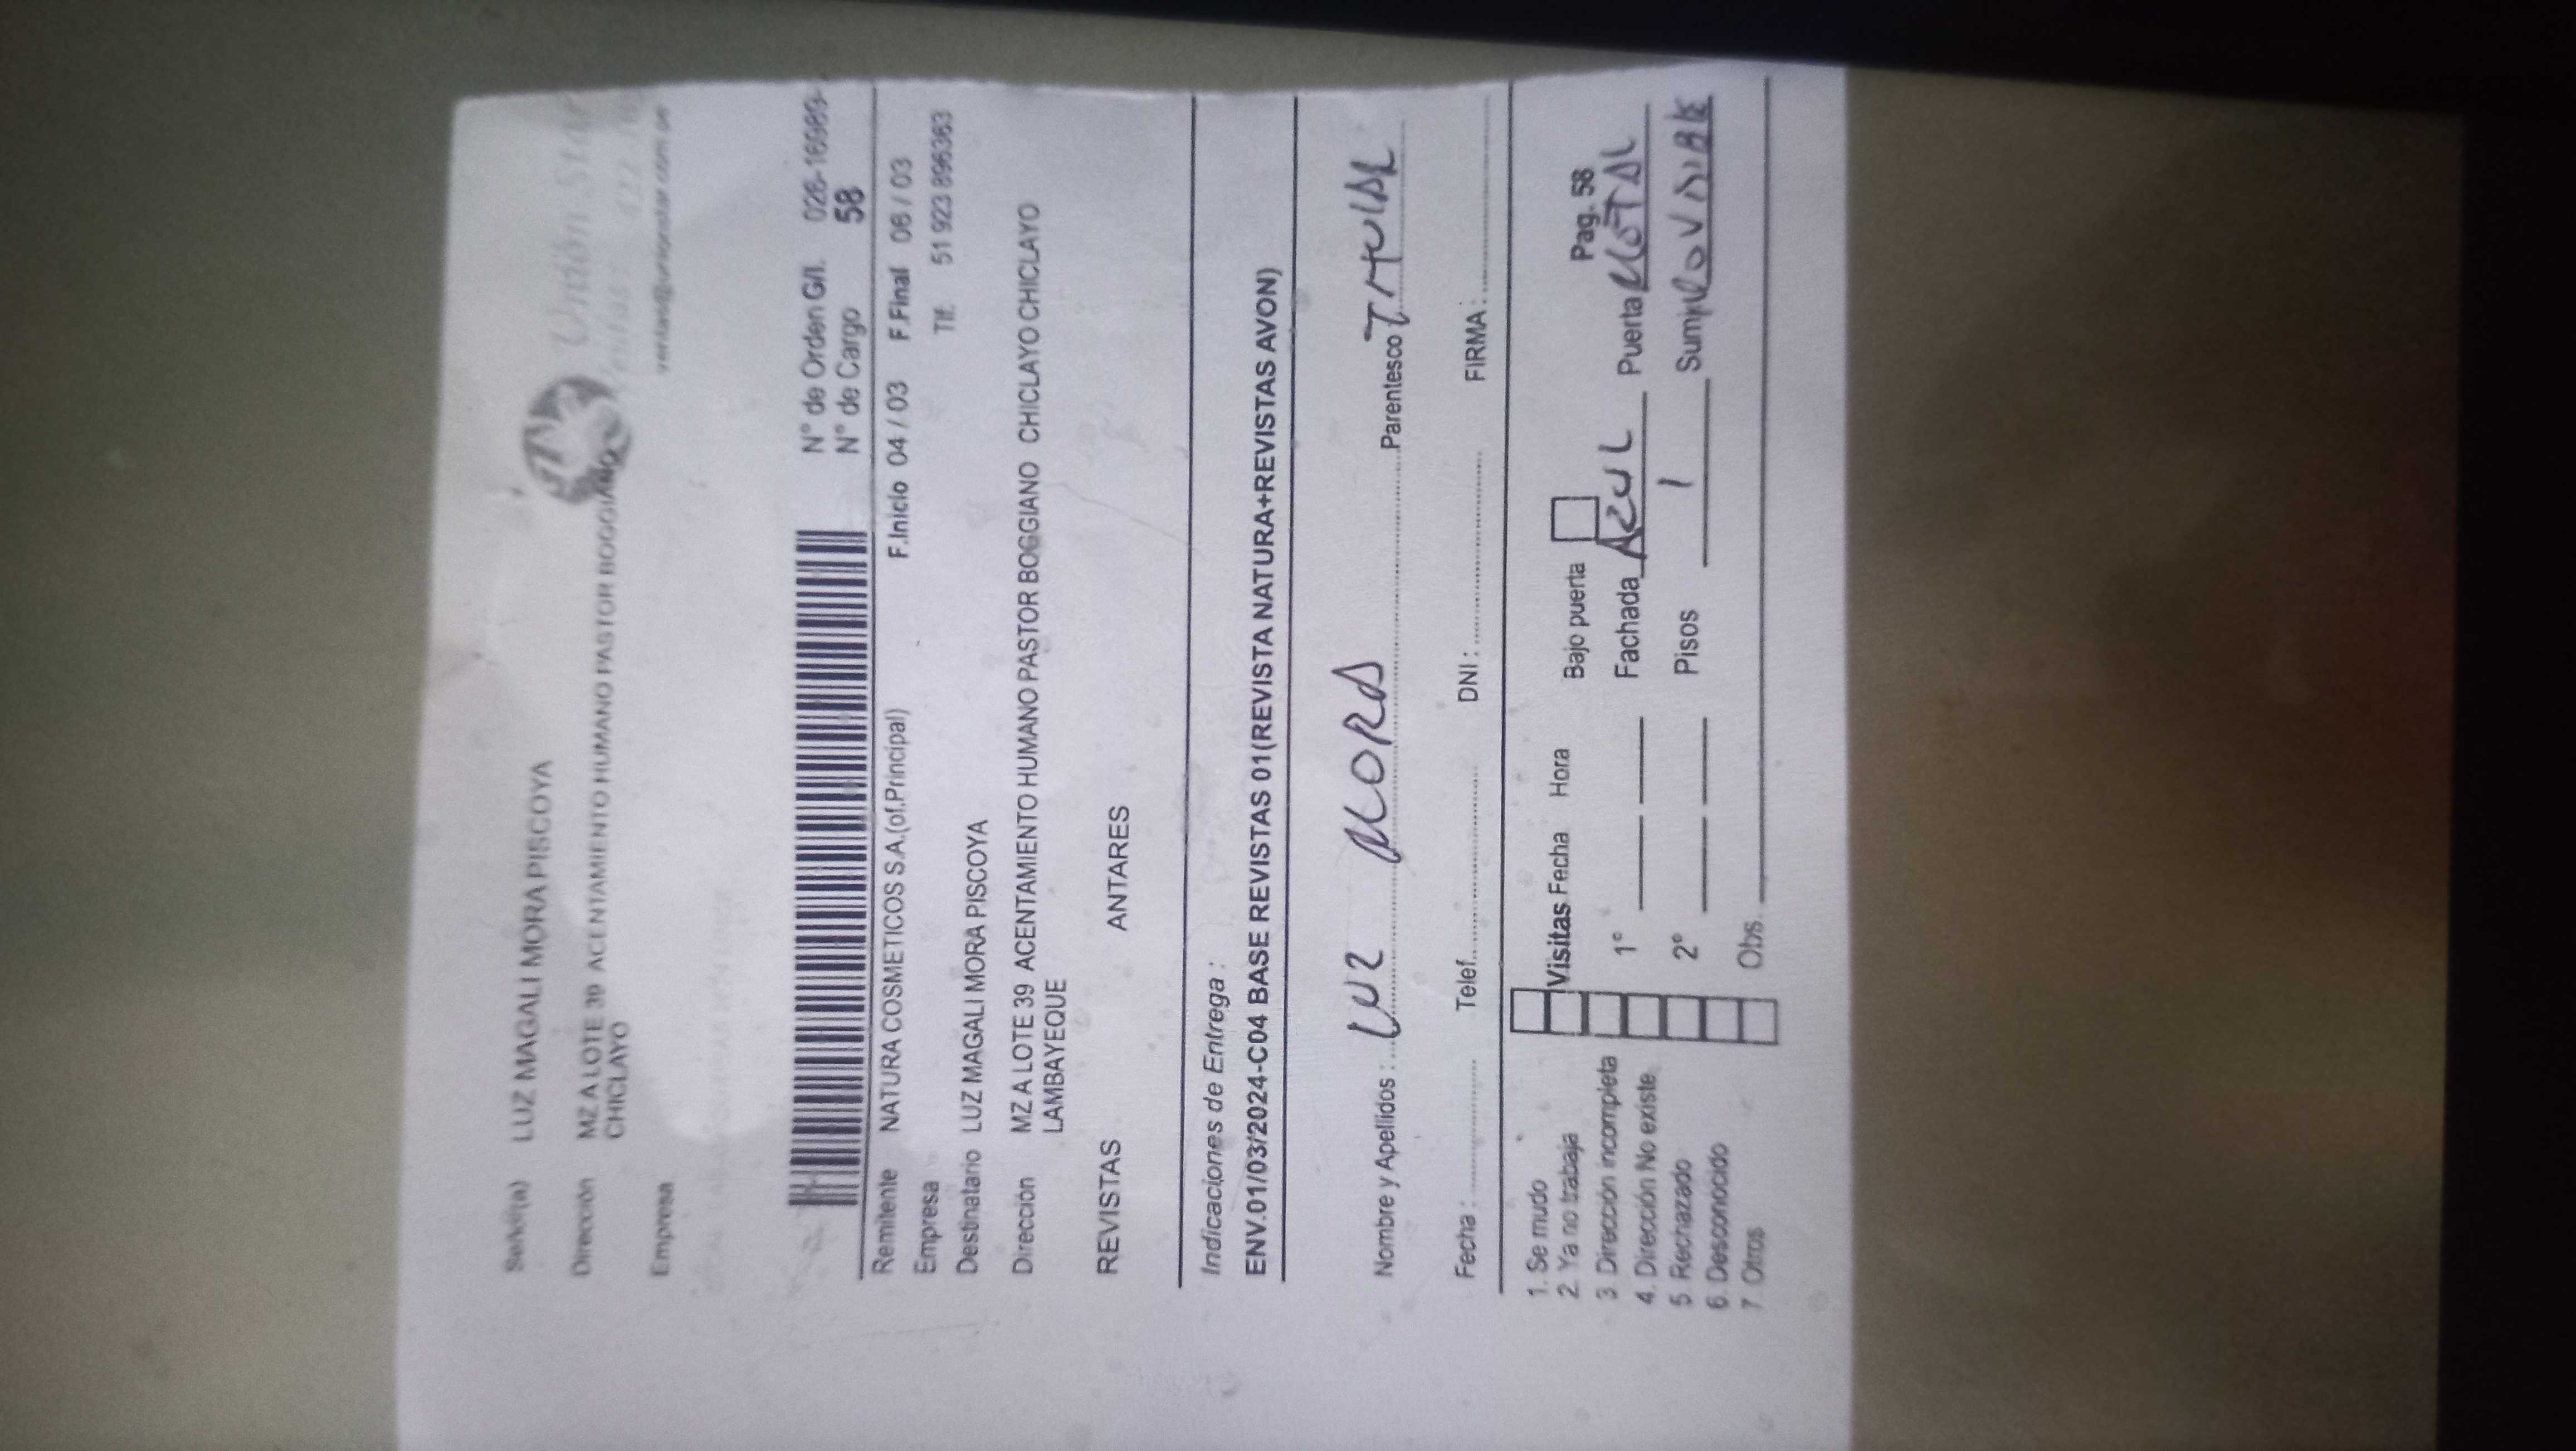 Unión Star
Señor(a) LUZ MAGALI MORA PISCOYA
Dirección MZ A LOTE 39 ACENTAMIENTO HUMANO PASTOR BOGGIANO
CHICLAYO
Empresa
N° de Orden G/I. 026-16989-
N° de Cargo 58
Remitente NATURA COSMETICOS S.A.(of.Principal) F.Inicio 04 / 03 F.Final 06 / 03
Empresa Tlf. 51 923 896363
Destinatario LUZ MAGALI MORA PISCOYA
Dirección MZ A LOTE 39 ACENTAMIENTO HUMANO PASTOR BOGGIANO CHICLAYO CHICLAYO
LAMBAYEQUE
REVISTAS ANTARES
Indicaciones de Entrega :
ENV.01/03/2024-C04 BASE REVISTAS 01(REVISTA NATURA+REVISTAS AVON)
Nombre y Apellidos : LUZ MORA Parentesco TITULAR
Fecha : Telef. DNI : FIRMA :
Pag. 58
1. Se mudo Visitas Fecha Hora Bajo puerta
2. Ya no trabaja
3 Dirección incompleta 1° Fachada AZUL Puerta METAL
4. Dirección No existe
5 Rechazado 2° Pisos 1 Sumi
6. Desconocido
7 Otros Obs.